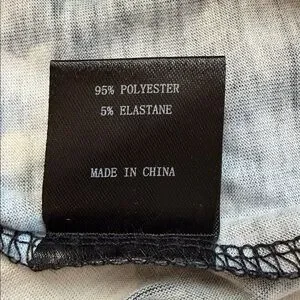 95% POLYESTER
5% ELASTANE
MADE IN CHINA